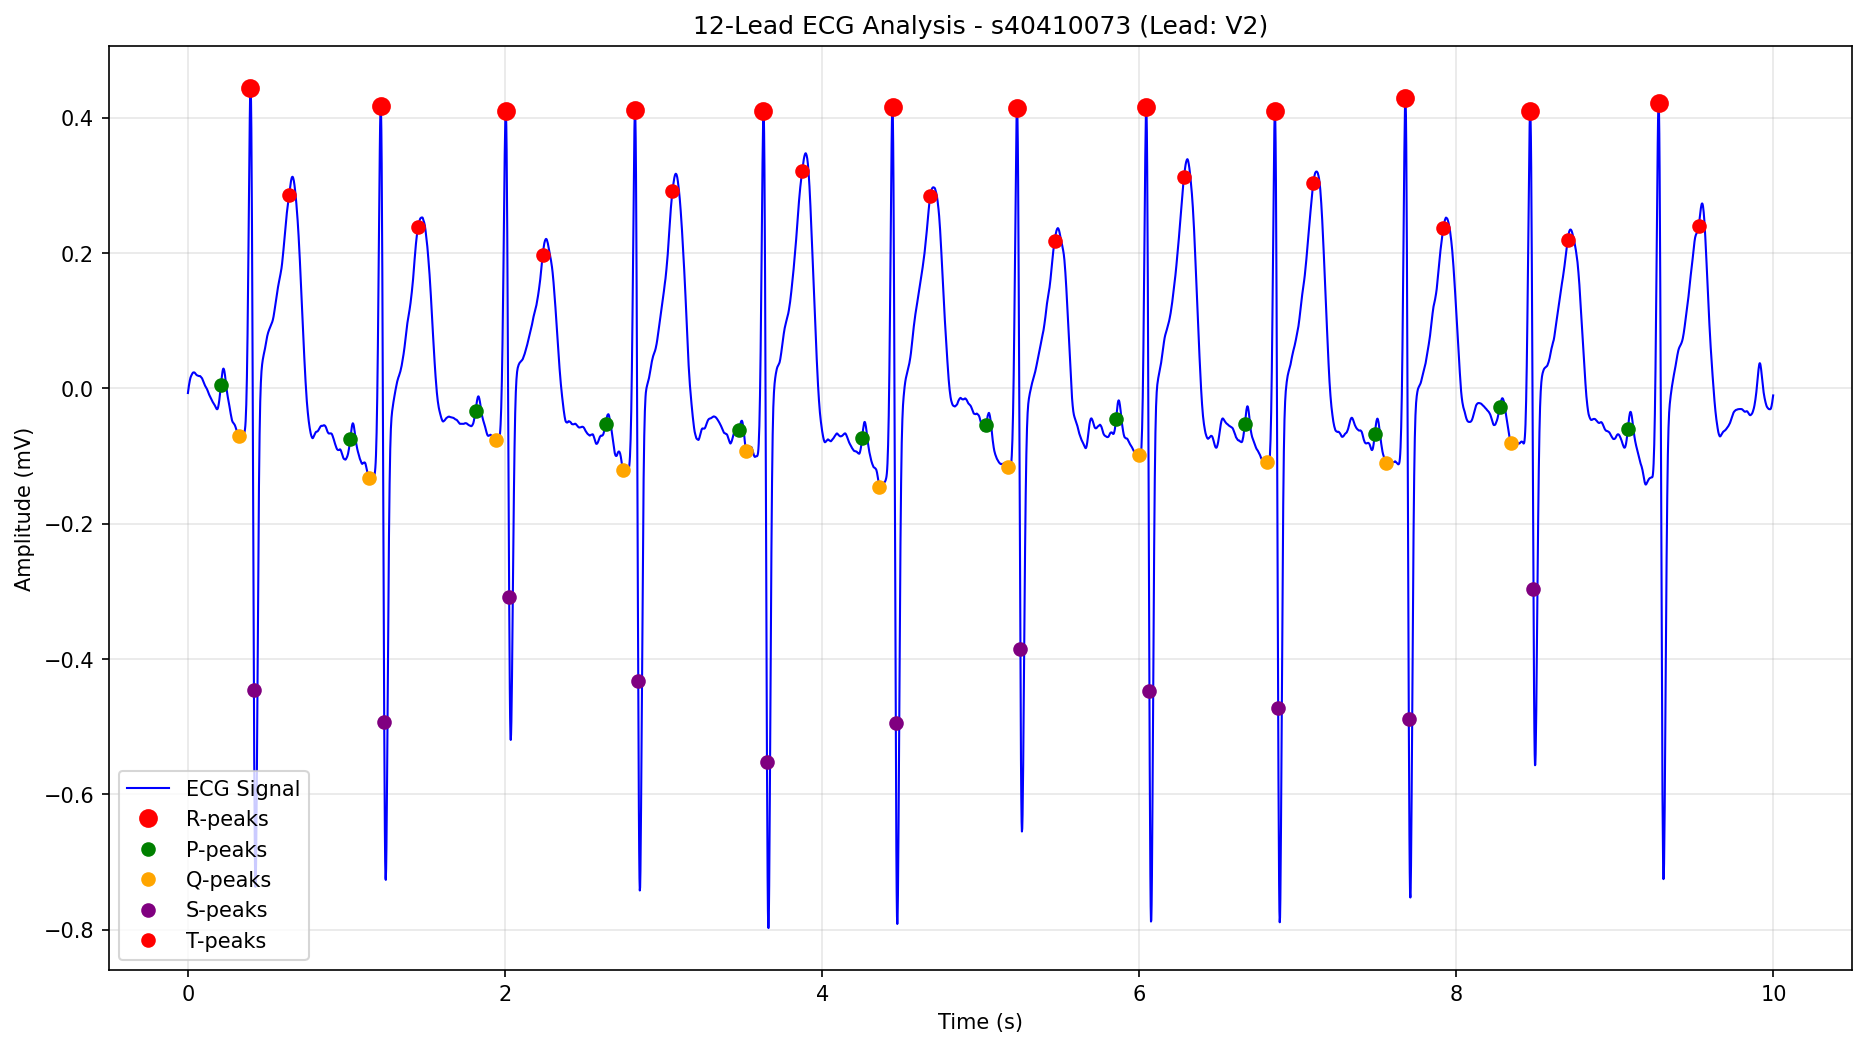 12-Lead ECG Analysis - s40410073 (Lead: V2)
Amplitude (mV)
0.4
0.2
0.0
−0.2
−0.4
−0.6
−0.8
ECG Signal
R-peaks
P-peaks
Q-peaks
S-peaks
T-peaks
0 2 4 6 8 10
Time (s)